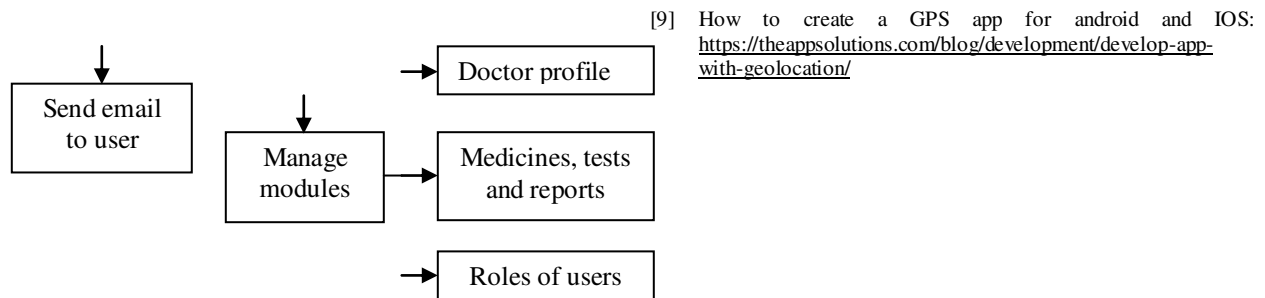 Send email
to user
Manage
modules
Doctor profile
Medicines, tests
and reports
Roles of users
[9] How to create a GPS app for android and IOS:
https://theappsolutions.com/blog/development/develop-app-
with-geolocation/